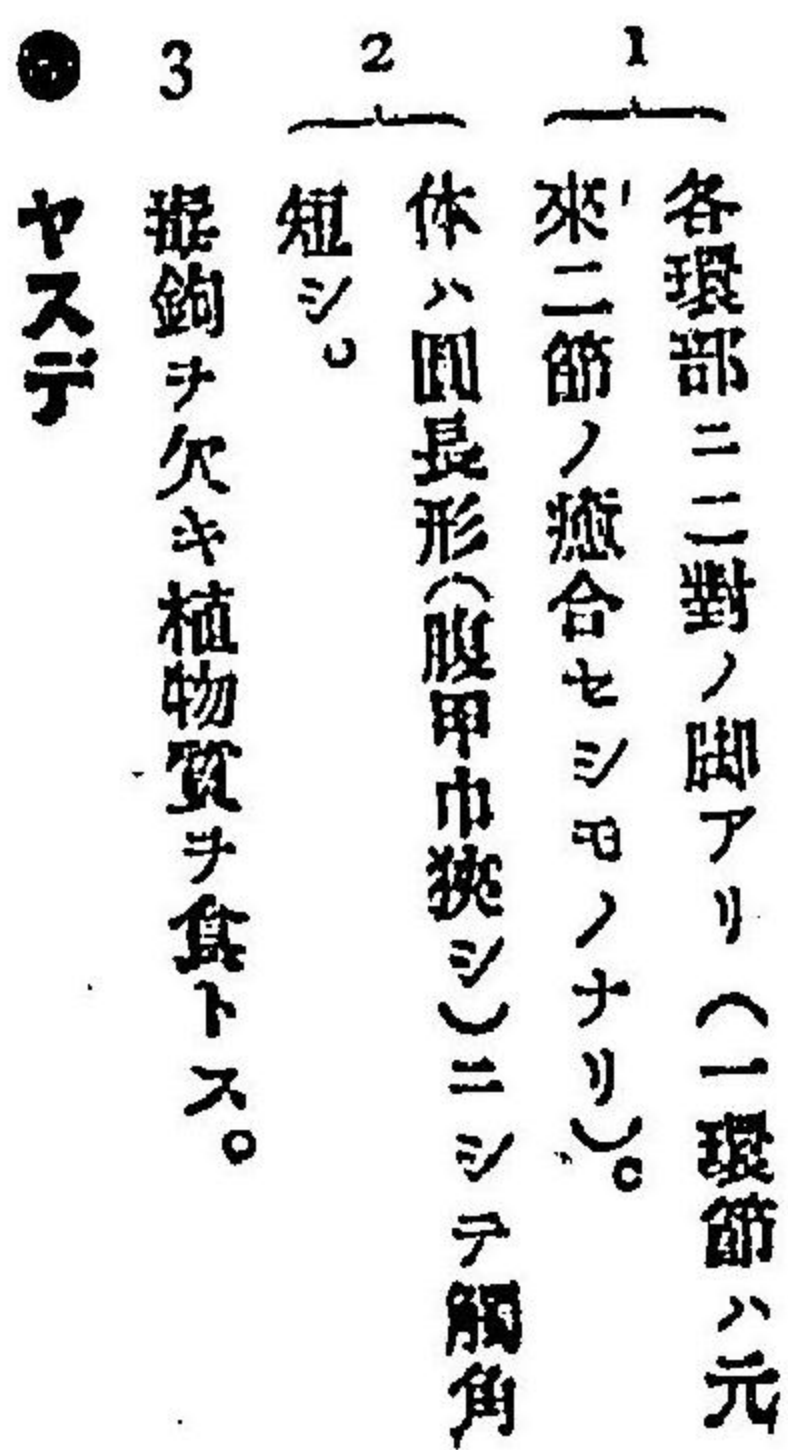 1 各環部ニ二對ノ脚アリ（一環節ハ元
來二節ノ癒合セシモノナリ）。
2 体ハ圓長形（腹甲巾狹シ）ニシテ觸角
短シ。
3 鉤ヲ欠キ植物質ヲ食トス。
● ヤスデ